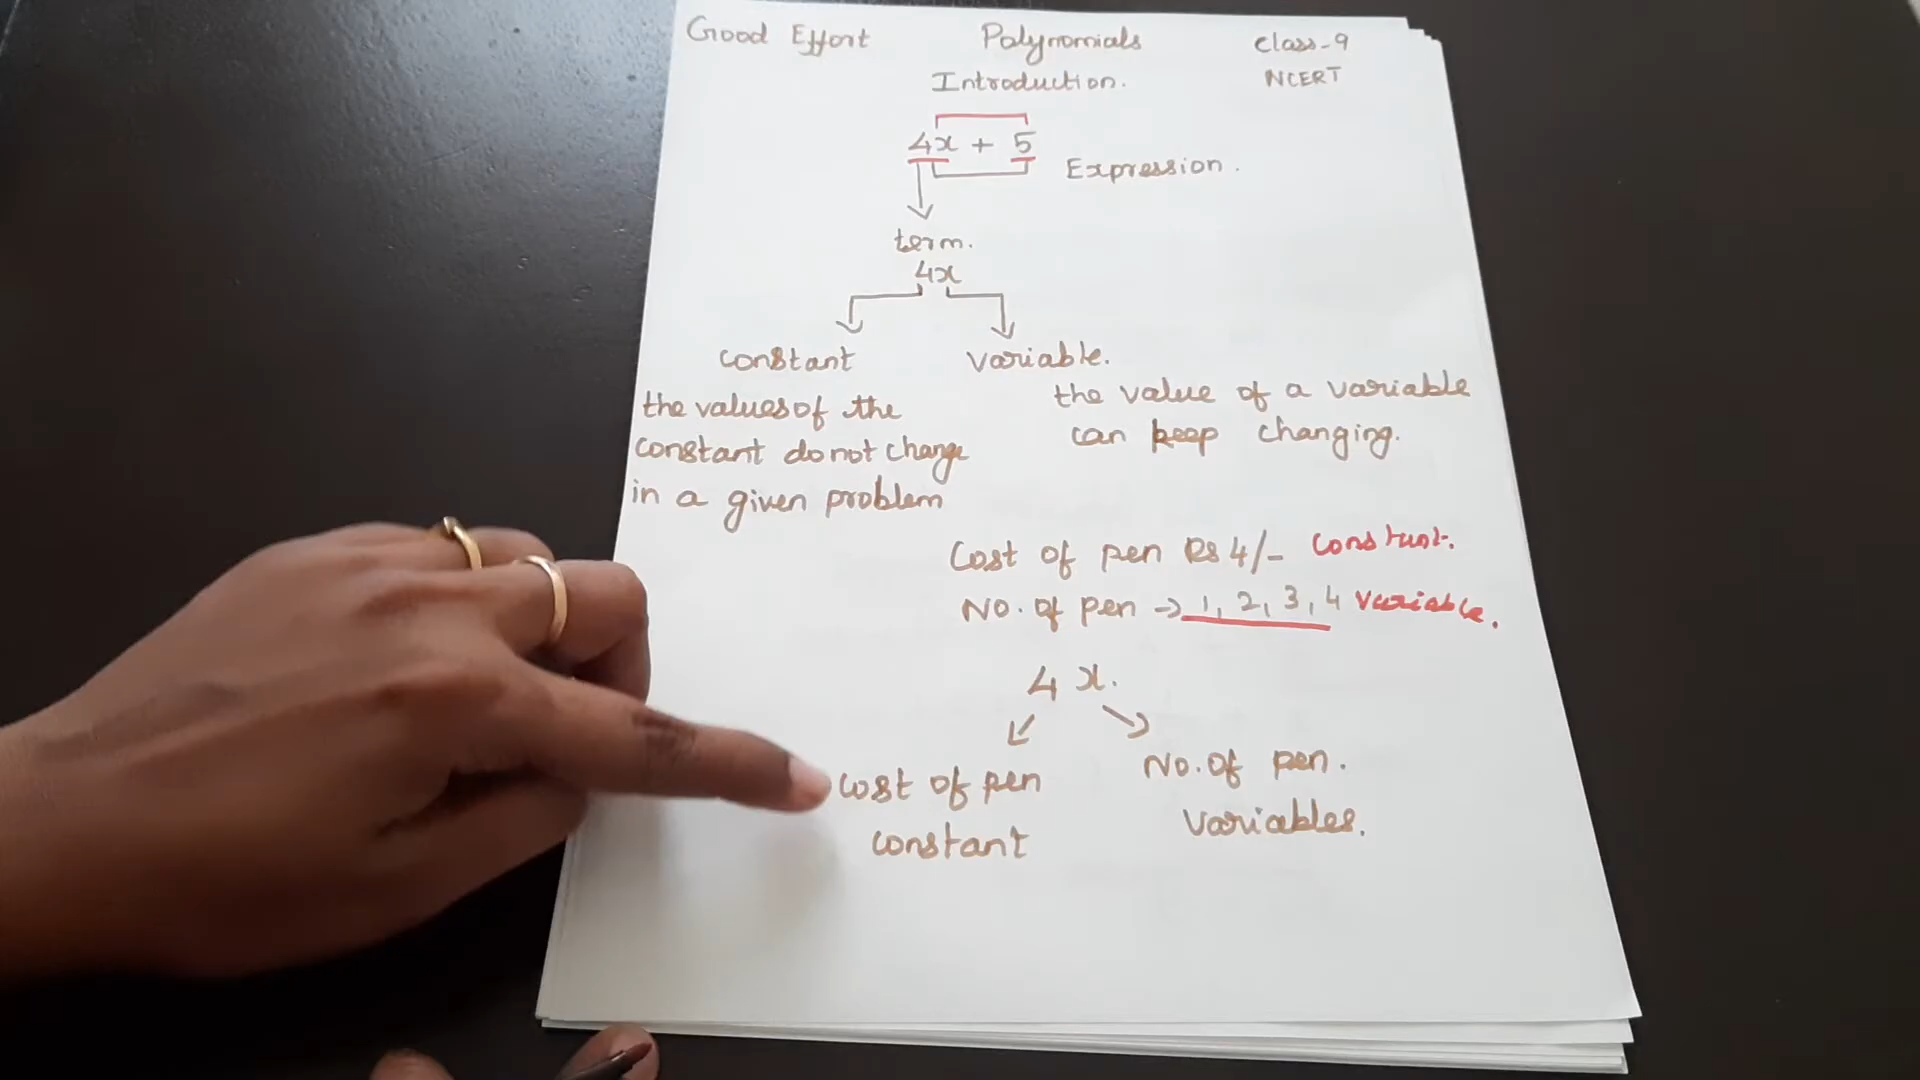 Good Effort Polynomials class-9
Introduction. NCERT
4x + 5
Expression.
term.
4x
constant variable.
the values of the
constant do not change
in a given problem
the value of a variable
can keep changing.
Cost of pen Rs 4/- constant.
No. of pen → 1, 2, 3, 4 variable.
4 x.
Cost of pen No. Of pen.
constant variables.